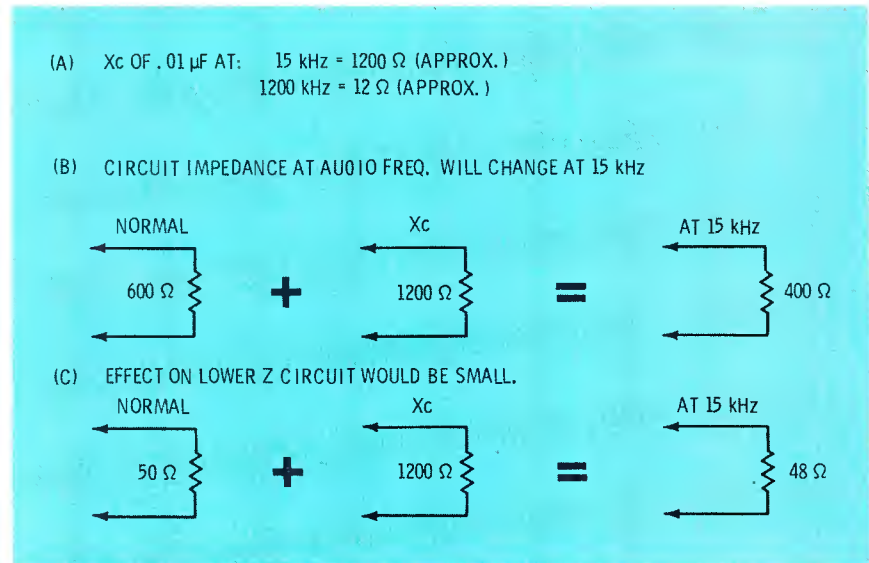 (A) Xc OF .01 µF AT: 15 kHz = 1200 Ω (APPROX.)
1200 kHz = 12 Ω (APPROX.)
(B) CIRCUIT IMPEDANCE AT AUDIO FREQ. WILL CHANGE AT 15 kHz
NORMAL Xc AT 15 kHz
600 Ω + 1200 Ω = 400 Ω
(C) EFFECT ON LOWER Z CIRCUIT WOULD BE SMALL.
NORMAL Xc AT 15 kHz
50 Ω + 1200 Ω = 48 Ω